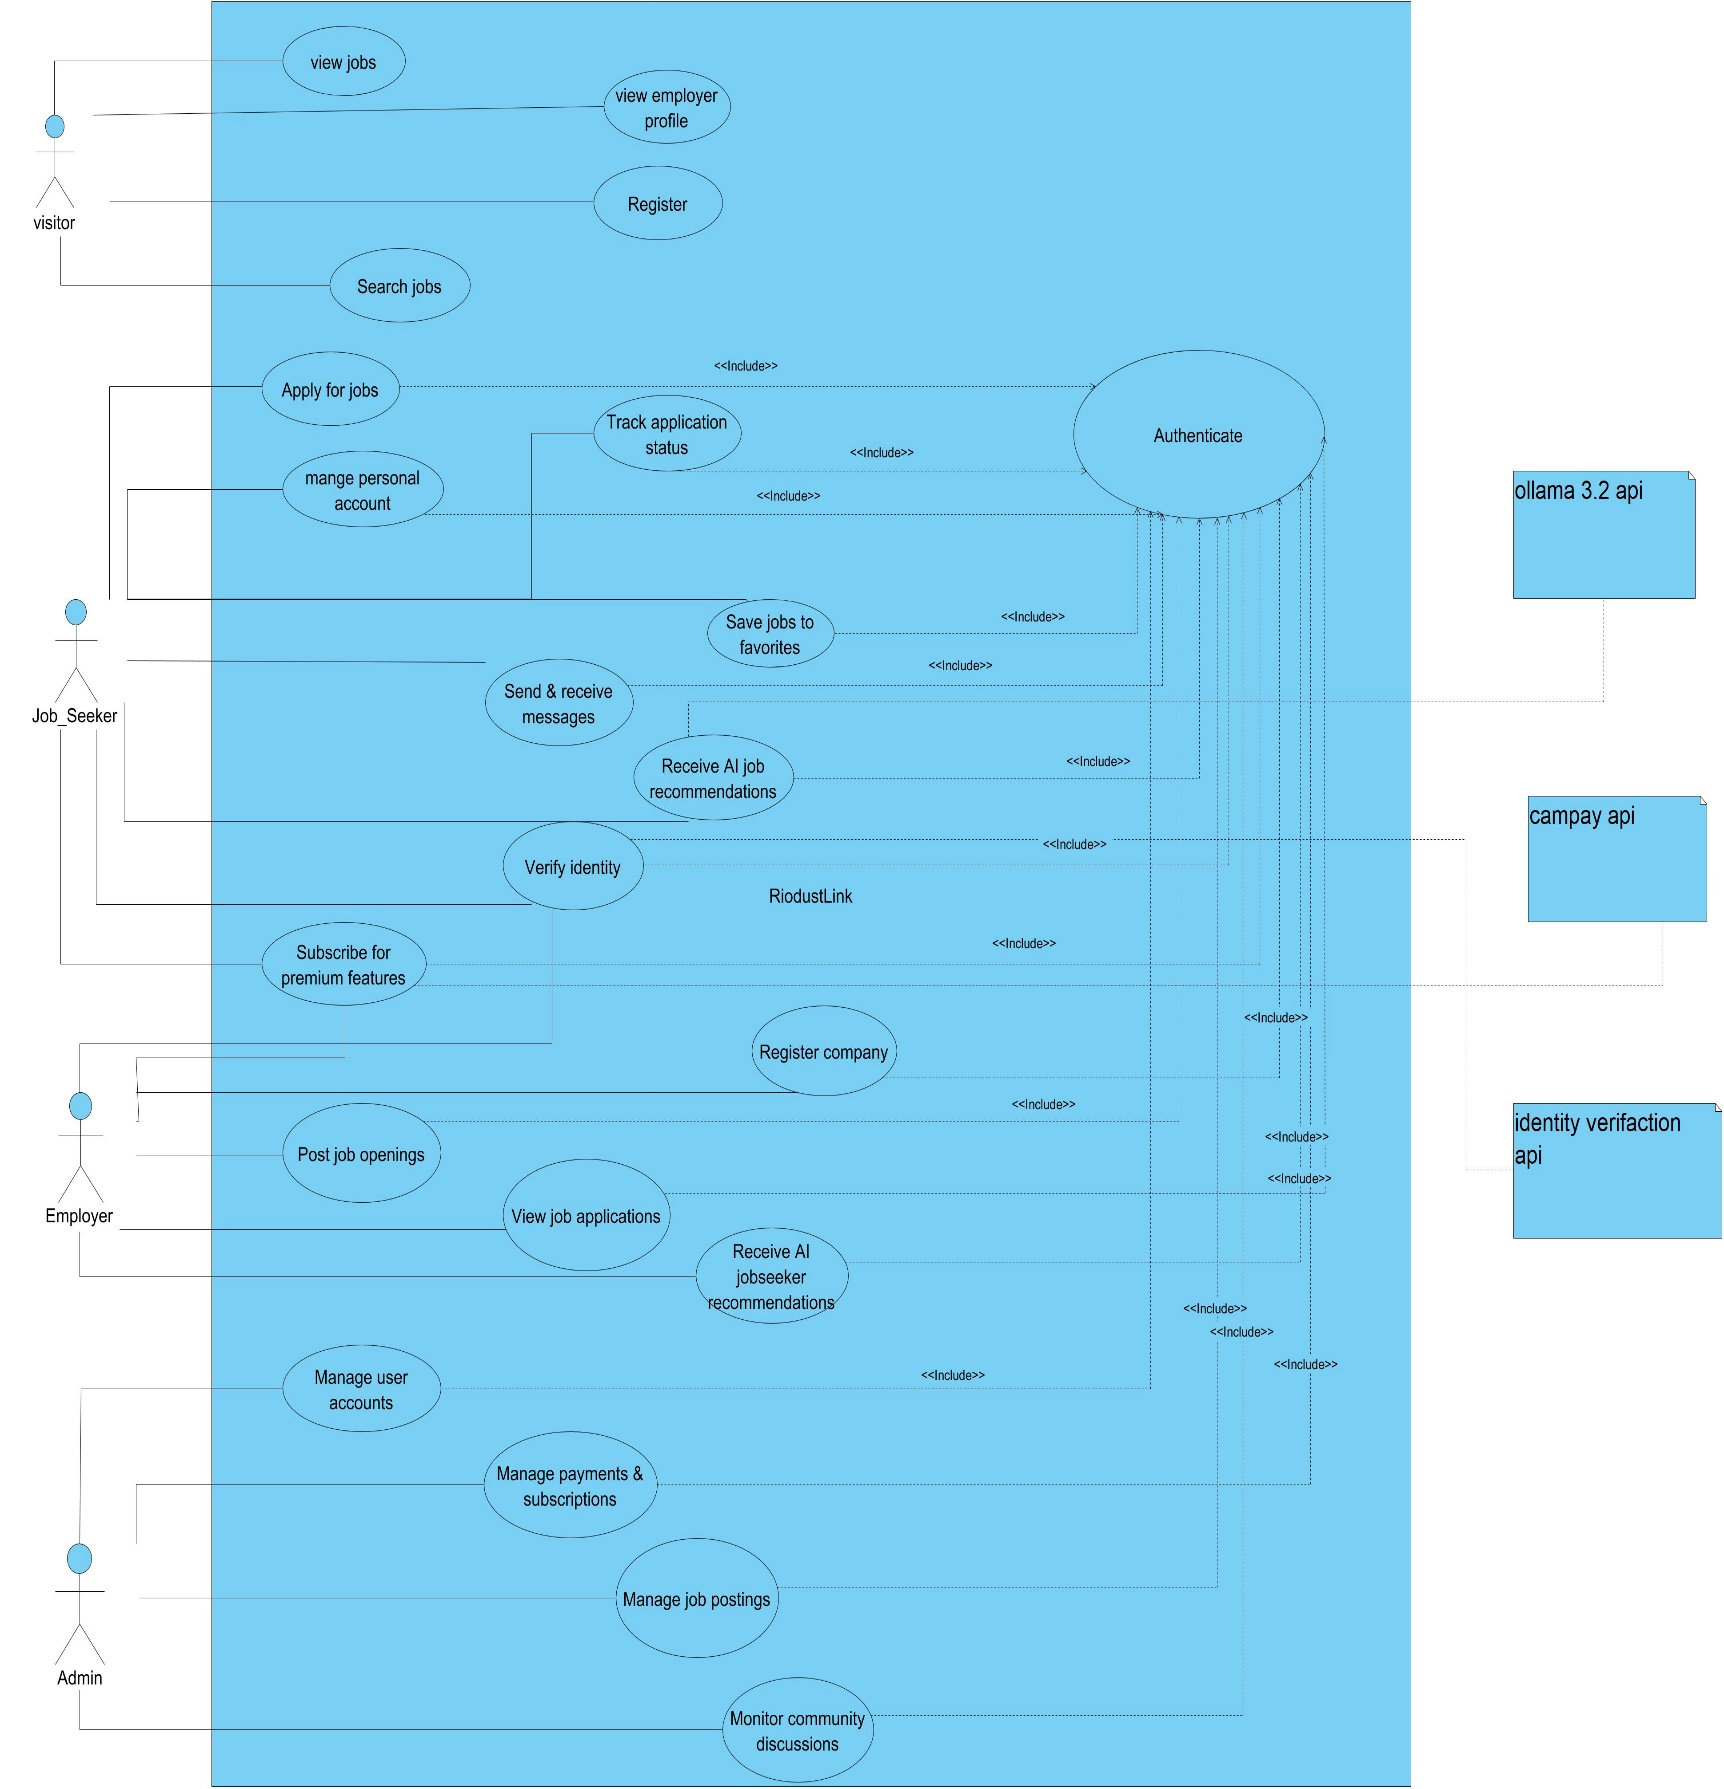 view jobs
view employer
profile
visitor
Register
Search jobs
<<Include>>
Apply for jobs
Track application
status
<<Include>>
Authenticate
mange personal
account
<<Include>>
ollama 3.2 api
Save jobs to
favorites
<<Include>>
Job_Seeker
Send & receive
messages
<<Include>>
Receive AI job
recommendations
<<Include>>
campay api
Verify identity
<<Include>>
RiodustLink
Subscribe for
premium features
<<Include>>
<<Include>>
Register company
<<Include>>
identity verifaction
api
Post job openings
<<Include>>
<<Include>>
Employer
View job applications
Receive AI
jobseeker
recommendations
<<Include>>
<<Include>>
<<Include>>
Manage user
accounts
<<Include>>
Manage payments &
subscriptions
Manage job postings
Admin
Monitor community
discussions